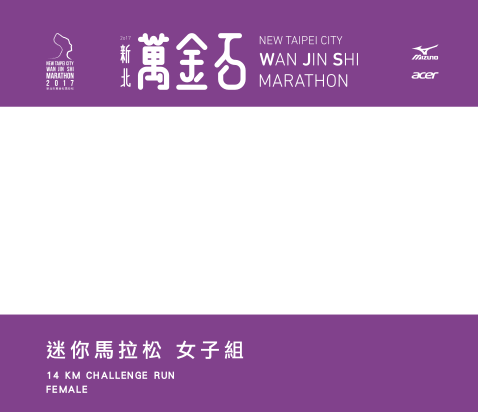 NEW TAIPEI CITY
WAN JIN SHI
MARATHON
2017
2017
新北
萬金石
NEW TAIPEI CITY
WAN JIN SHI
MARATHON
MIZUNO
acer
迷你馬拉松 女子組
14 KM CHALLENGE RUN
FEMALE